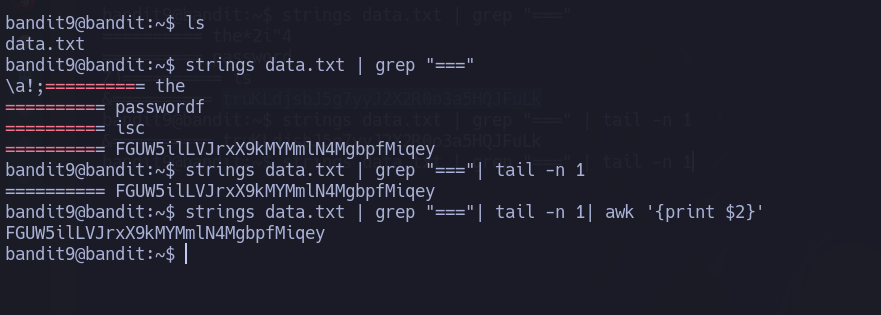 bandit9@bandit:~$ ls
data.txt
bandit9@bandit:~$ strings data.txt | grep "==="
\a!;========== the
========== passwordf
========== isc
========== FGUW5ilLVJrxX9kMYMmlN4MgbpfMiqey
bandit9@bandit:~$ strings data.txt | grep "==="| tail -n 1
========== FGUW5ilLVJrxX9kMYMmlN4MgbpfMiqey
bandit9@bandit:~$ strings data.txt | grep "==="| tail -n 1| awk '{print $2}'
FGUW5ilLVJrxX9kMYMmlN4MgbpfMiqey
bandit9@bandit:~$